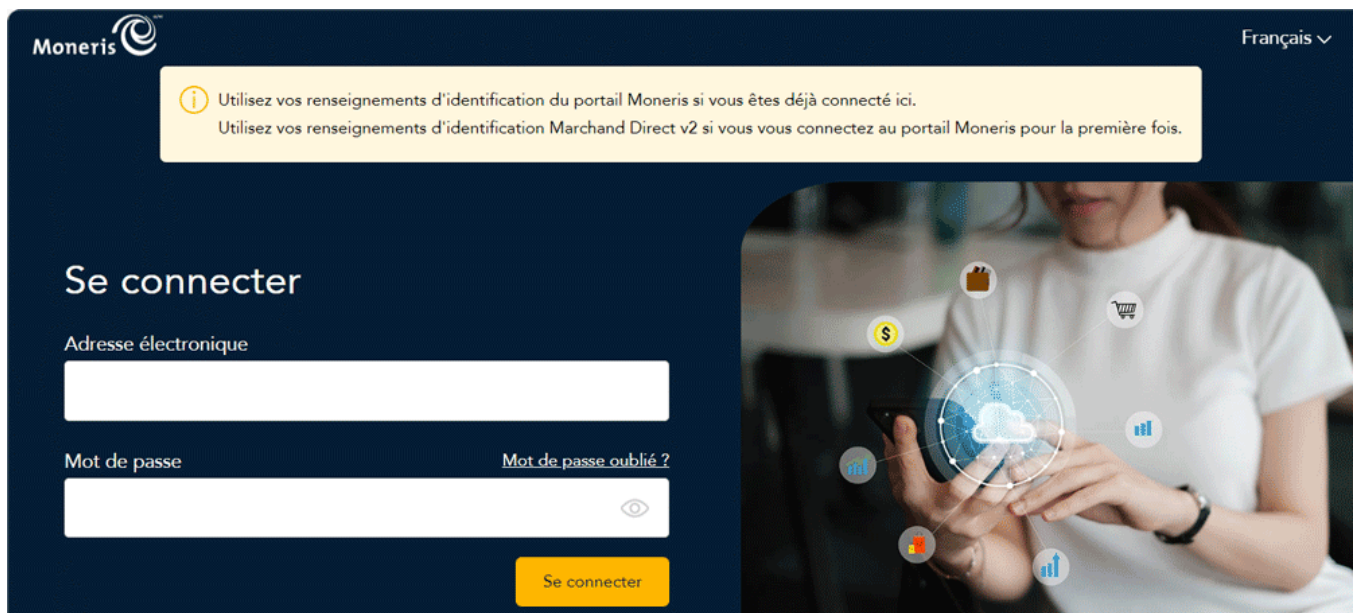 Moneris
Français
Utilisez vos renseignements d'identification du portail Moneris si vous êtes déjà connecté ici.
Utilisez vos renseignements d'identification Marchand Direct v2 si vous vous connectez au portail Moneris pour la première fois.
Se connecter
Adresse électronique
Mot de passe
Mot de passe oublié ?
Se connecter
$